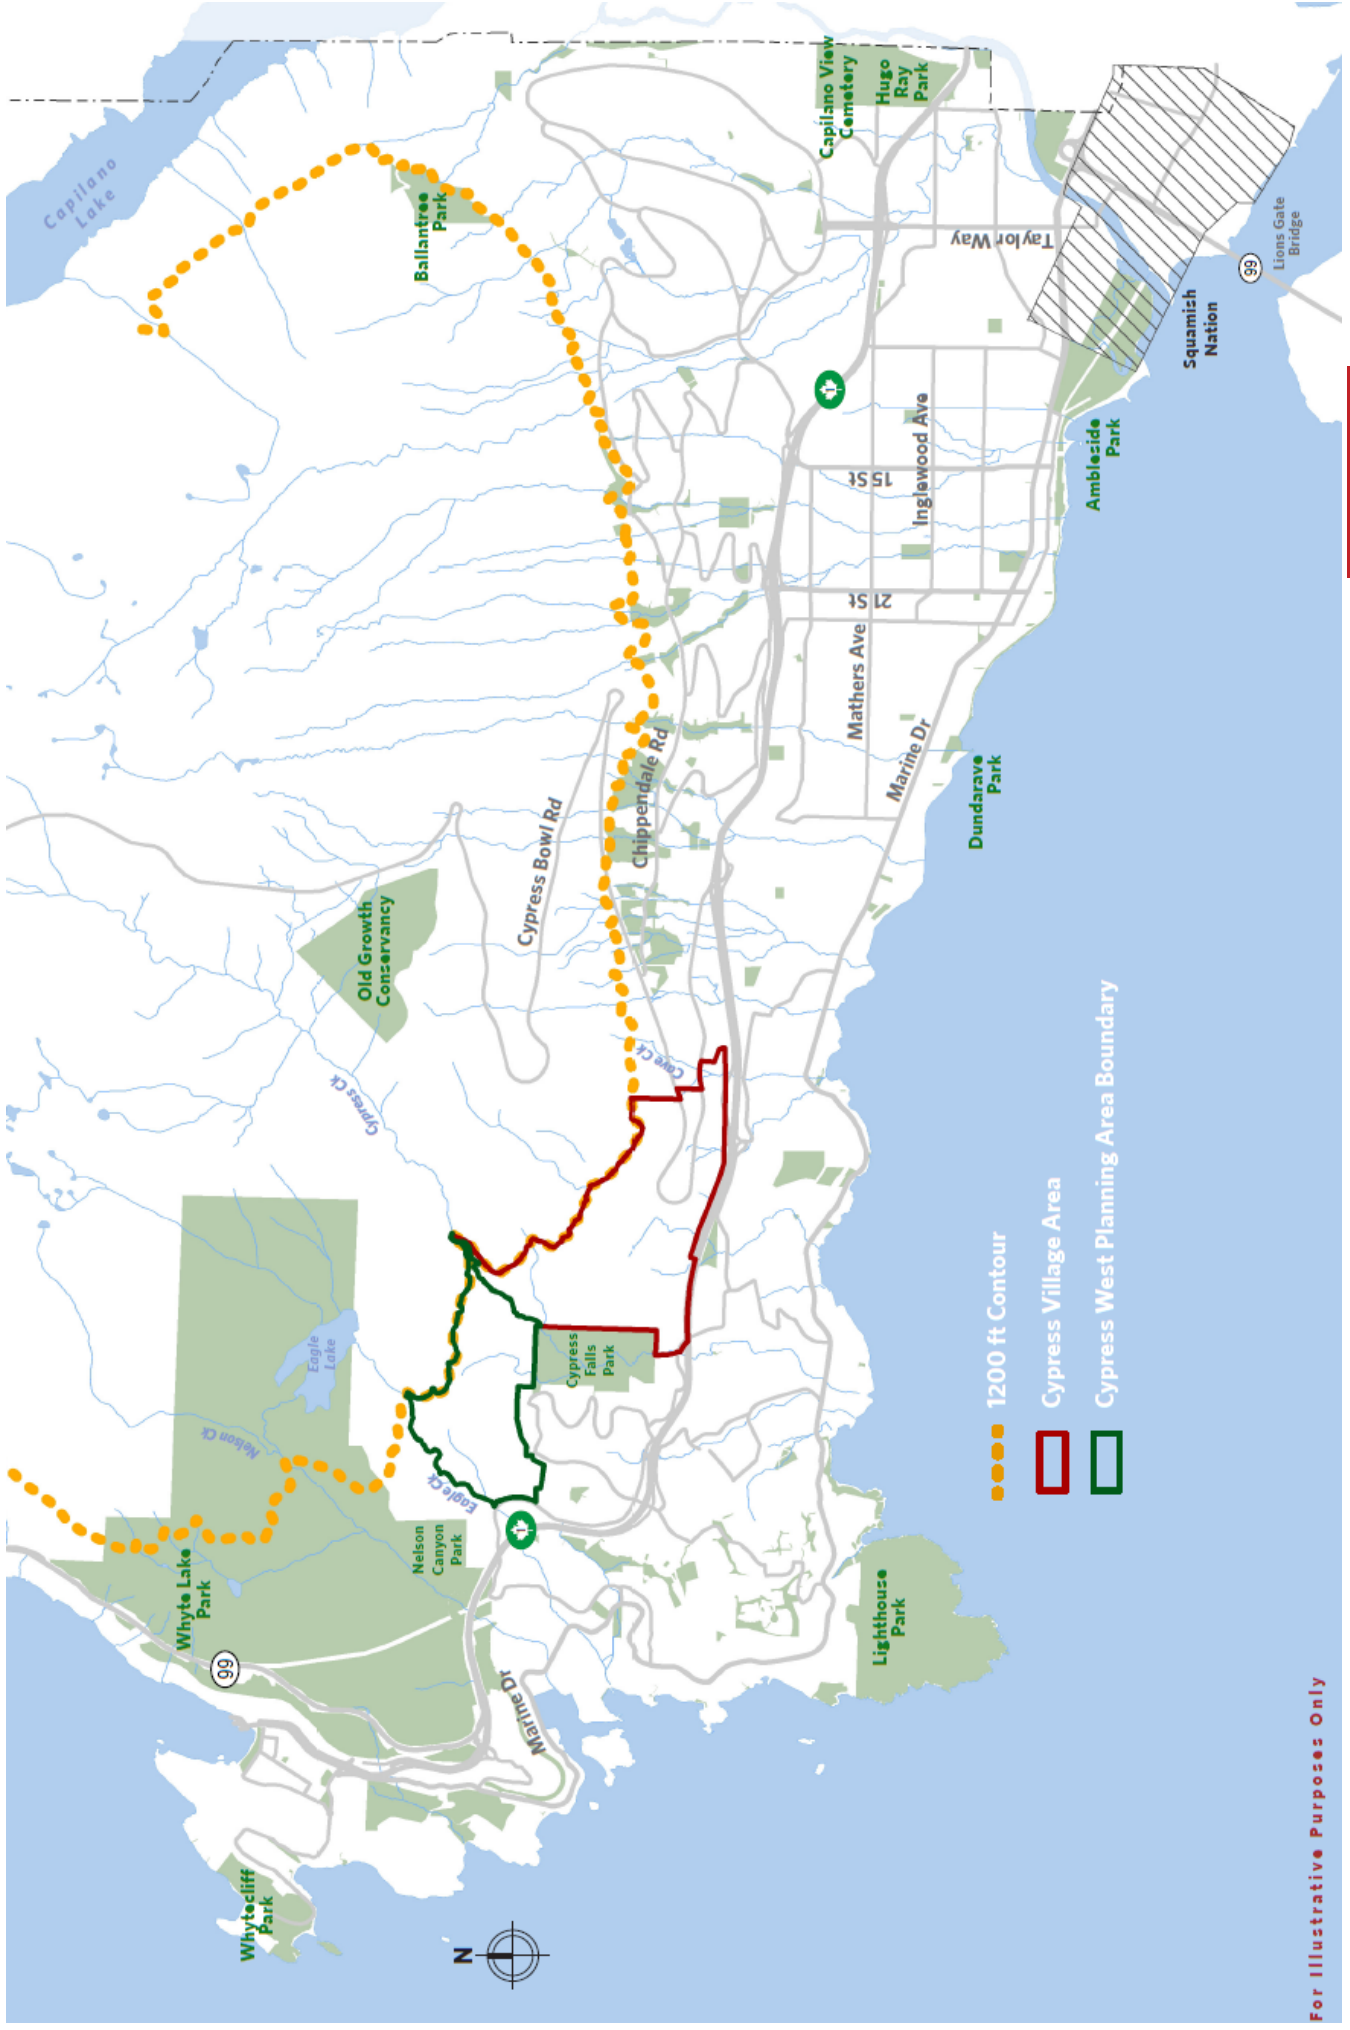 Capilano
Lake
Ballantree
Park
Capilano View
Cemetery
Hugo
Ray
Park
Taylor Way
99
Lions Gate
Bridge
Squamish
Nation
1
15 St
Inglewood Ave
Ambleside
Park
21 St
Mathers Ave
Marine Dr
Dundarave
Park
Chippendale Rd
Cypress Bowl Rd
Old Growth
Conservancy
Cypress Ck
Cave Ck
Eagle
Lake
Nelson Ck
Cypress
Falls
Park
Eagle Ck
1
Nelson
Canyon
Park
Whyte Lake
Park
99
Marine Dr
Lighthouse
Park
Whytecliff
Park
N
1200 ft Contour
Cypress Village Area
Cypress West Planning Area Boundary
For Illustrative Purposes Only